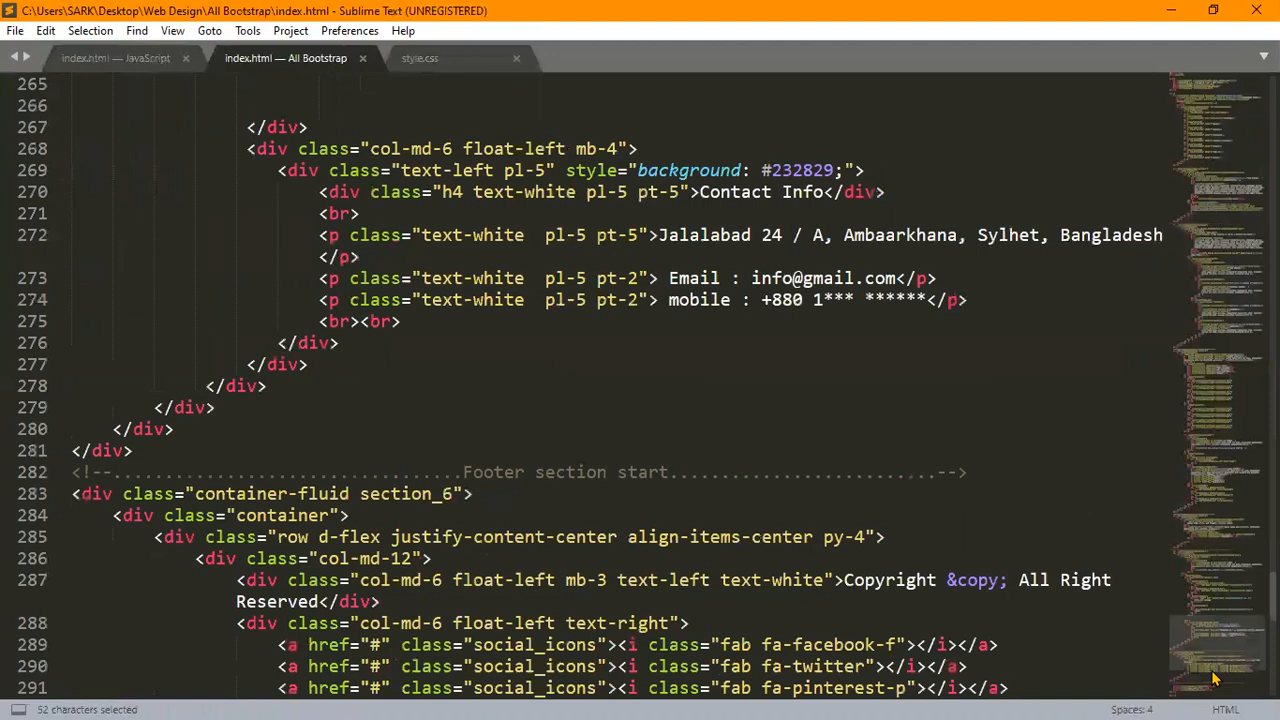 C:\Users\SARK\Desktop\Web Design\All Bootstrap\index.html - Sublime Text (UNREGISTERED)
File Edit Selection Find View Goto Tools Project Preferences Help
index.html — JavaScript × index.html — All Bootstrap × style.css ×
265
266
267 </div>
268 <div class="col-md-6 float-left mb-4">
269 <div class="text-left pl-5" style="background: #232829;">
270 <div class="h4 text-white pl-5 pt-5">Contact Info</div>
271 <br>
272 <p class="text-white  pl-5 pt-5">Jalalabad 24 / A, Ambaarkhana, Sylhet, Bangladesh
</p>
273 <p class="text-white  pl-5 pt-2"> Email : info@gmail.com</p>
274 <p class="text-white  pl-5 pt-2"> mobile : +880 1*** ******</p>
275 <br><br>
276 </div>
277 </div>
278 </div>
279 </div>
280 </div>
281 </div>
282 <!--..................................Footer section start..........................-->
283 <div class="container-fluid section_6">
284 <div class="container">
285 <div class="row d-flex justify-content-center align-items-center py-4">
286 <div class="col-md-12">
287 <div class="col-md-6 float-left mb-3 text-left text-white">Copyright &copy; All Right
Reserved</div>
288 <div class="col-md-6 float-left text-right">
289 <a href="#" class="social_icons"><i class="fab fa-facebook-f"></i></a>
290 <a href="#" class="social_icons"><i class="fab fa-twitter"></i></a>
291 <a href="#" class="social_icons"><i class="fab fa-pinterest-p"></i></a>
52 characters selected Spaces: 4 HTML